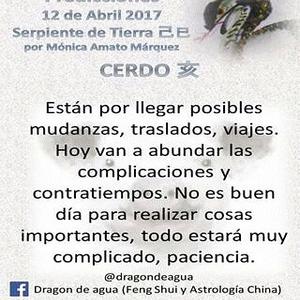 12 de Abril 2017
Serpiente de Tierra 己巳
por Mónica Amato Márquez
CERDO 亥
Están por llegar posibles
mudanzas, traslados, viajes.
Hoy van a abundar las
complicaciones y
contratiempos. No es buen
día para realizar cosas
importantes, todo estará muy
complicado, paciencia.
@dragondeagua
Dragon de agua (Feng Shui y Astrología China)